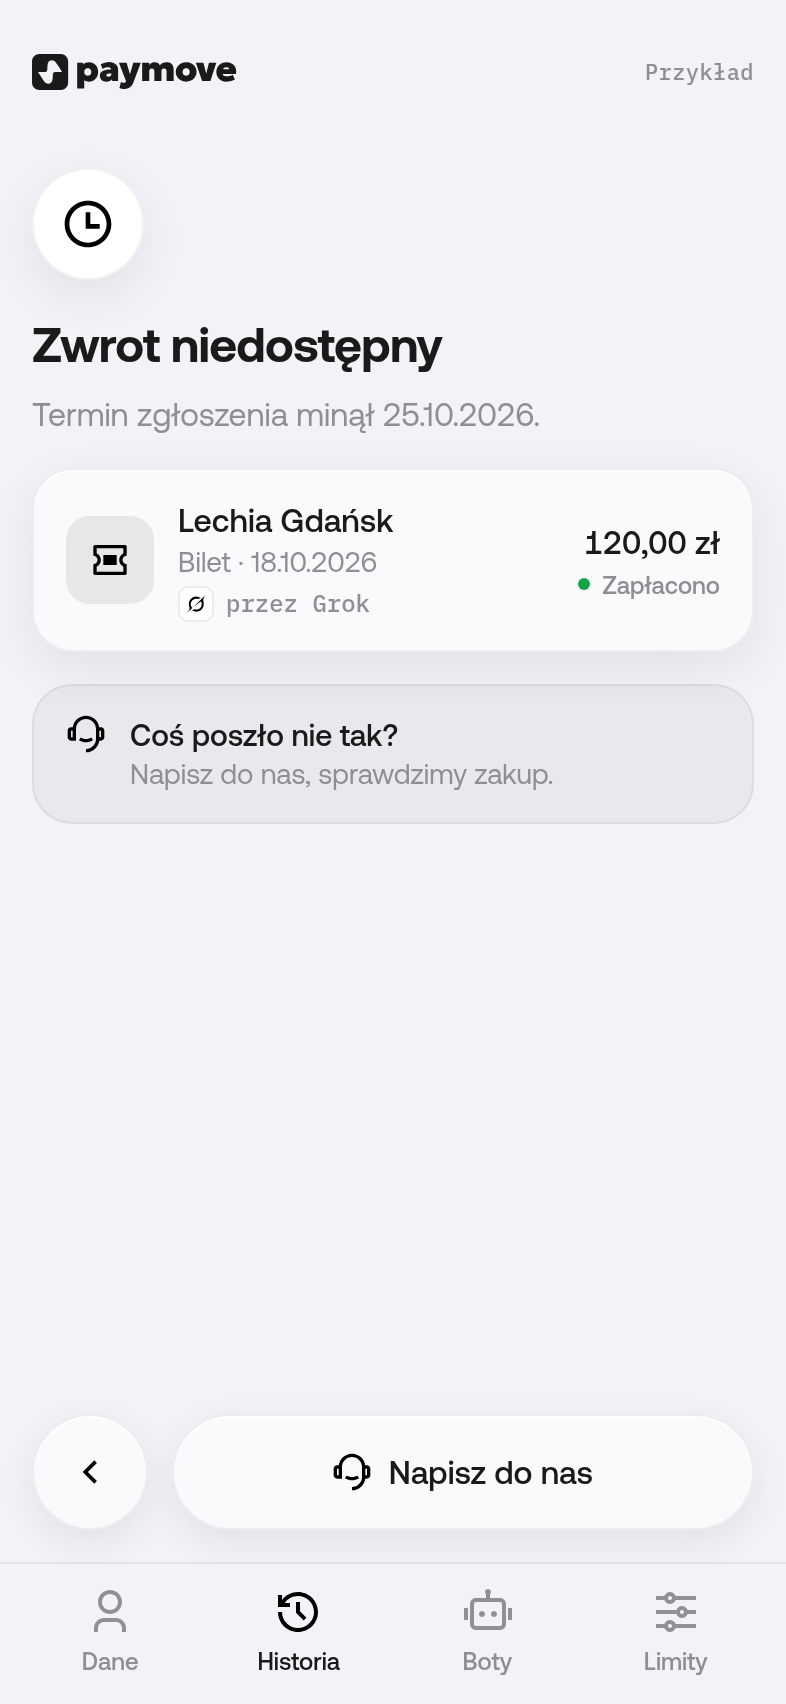 paymove
Przykład
Zwrot niedostępny
Termin zgłoszenia minął 25.10.2026.
Lechia Gdańsk
Bilet · 18.10.2026
przez Grok
120,00 zł
Zapłacono
Coś poszło nie tak?
Napisz do nas, sprawdzimy zakup.
Napisz do nas
Dane
Historia
Boty
Limity